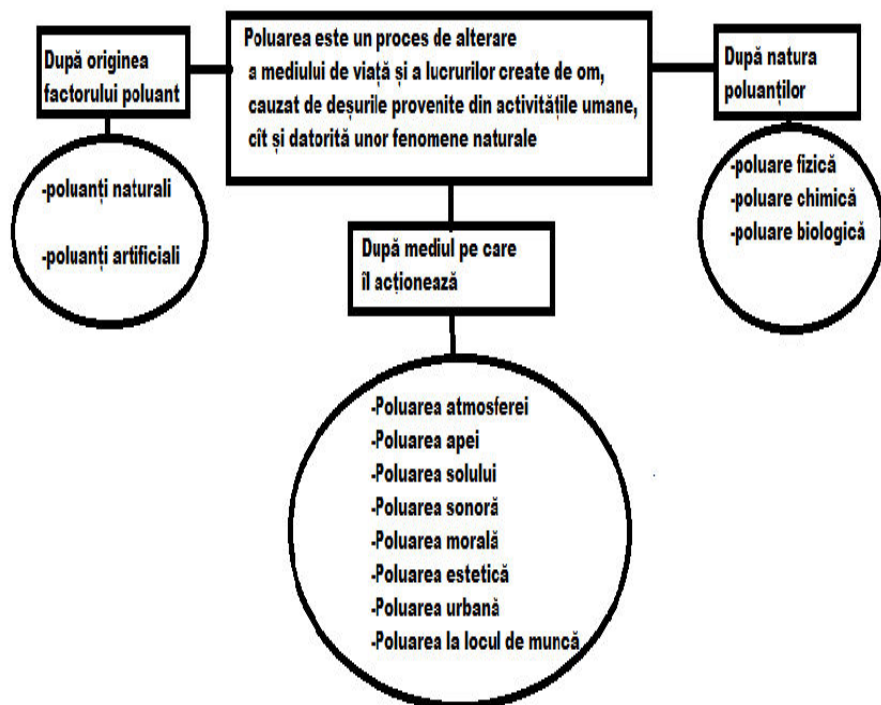 După originea
factorului poluant
-poluanți naturali
-poluanți artificiali
Poluarea este un proces de alterare
a mediului de viață și a lucrurilor create de om,
cauzat de deșurile provenite din activitățile umane,
cît și datorită unor fenomene naturale
După natura
poluanților
-poluare fizică
-poluare chimică
-poluare biologică
După mediul pe care
îl acționează
-Poluarea atmosferei
-Poluarea apei
-Poluarea solului
-Poluarea sonoră
-Poluarea morală
-Poluarea estetică
-Poluarea urbană
-Poluarea la locul de muncă